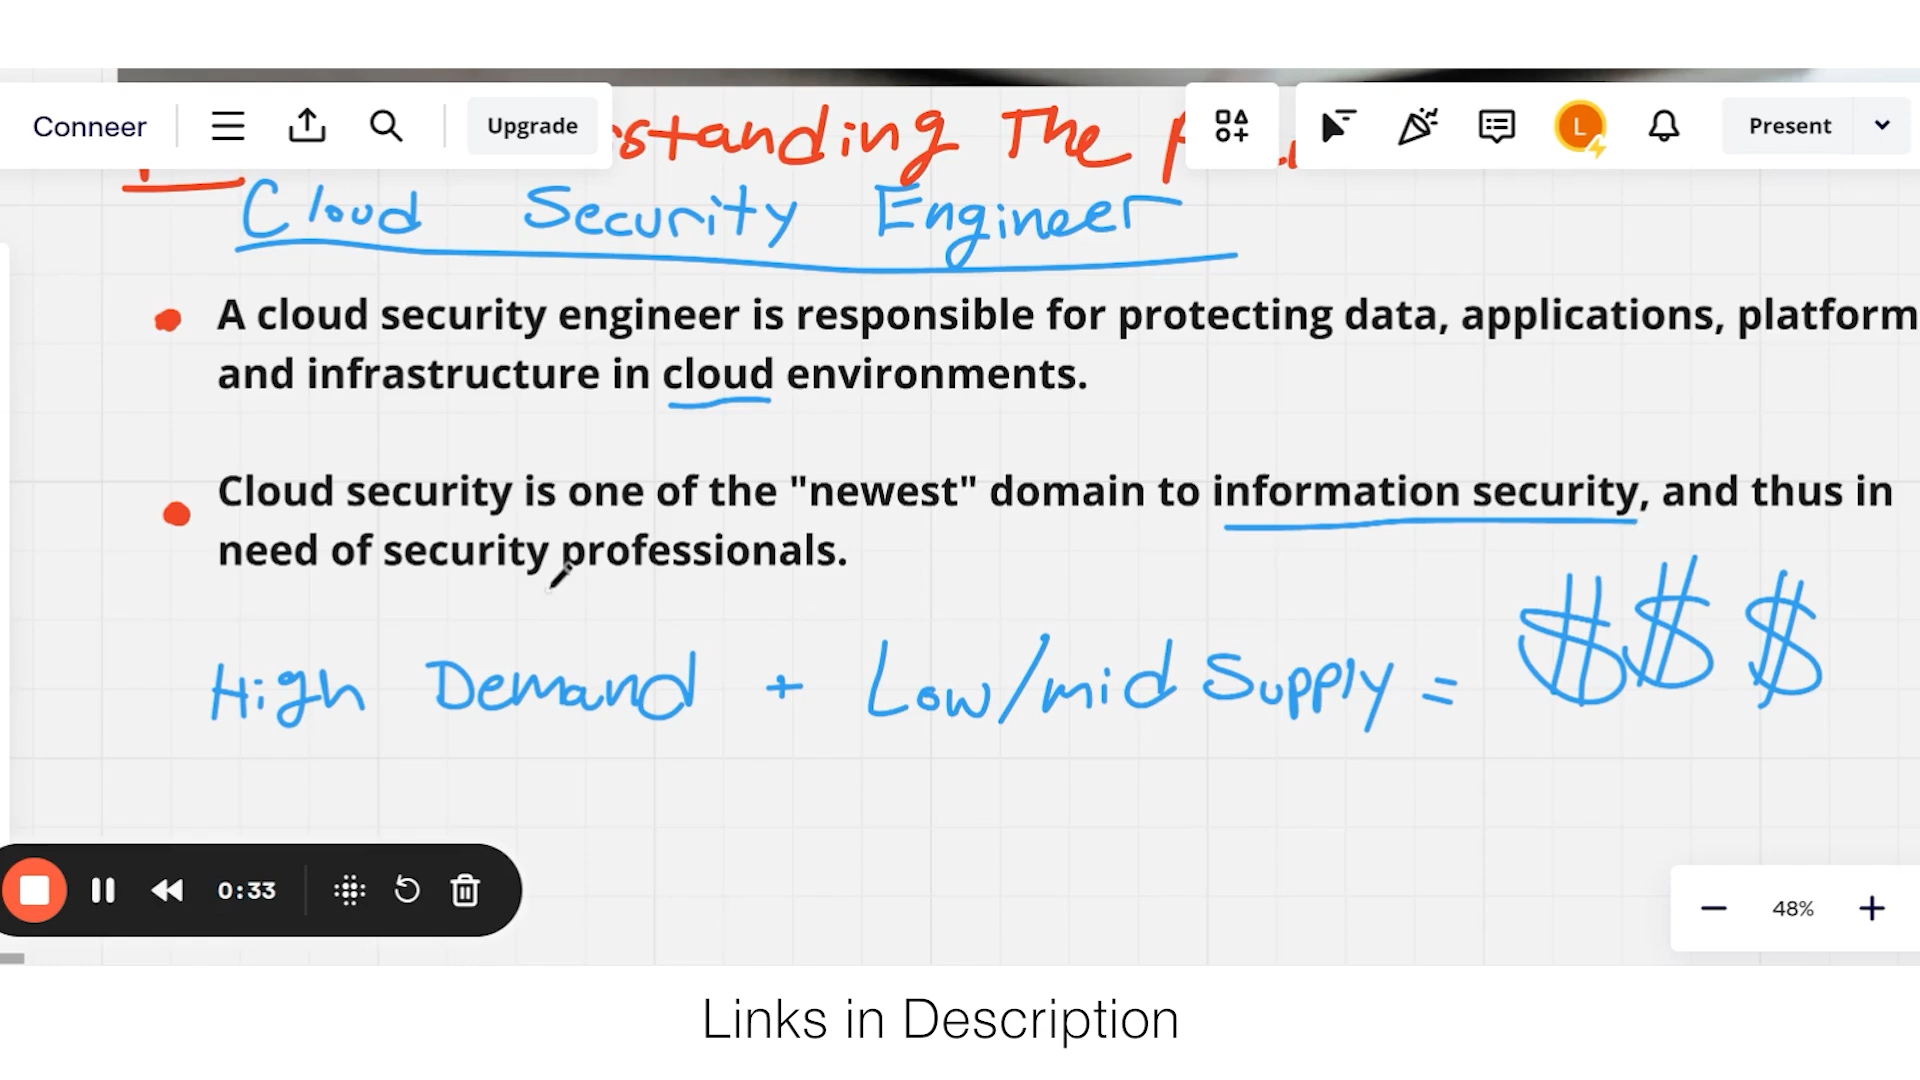 Conneer
Upgrade
Present
standing The
Cloud Security Engineer
A cloud security engineer is responsible for protecting data, applications, platform
and infrastructure in cloud environments.
Cloud security is one of the "newest" domain to information security, and thus in
need of security professionals.
High Demand + Low/mid Supply = $$$
0:33
48%
L
Links in Description